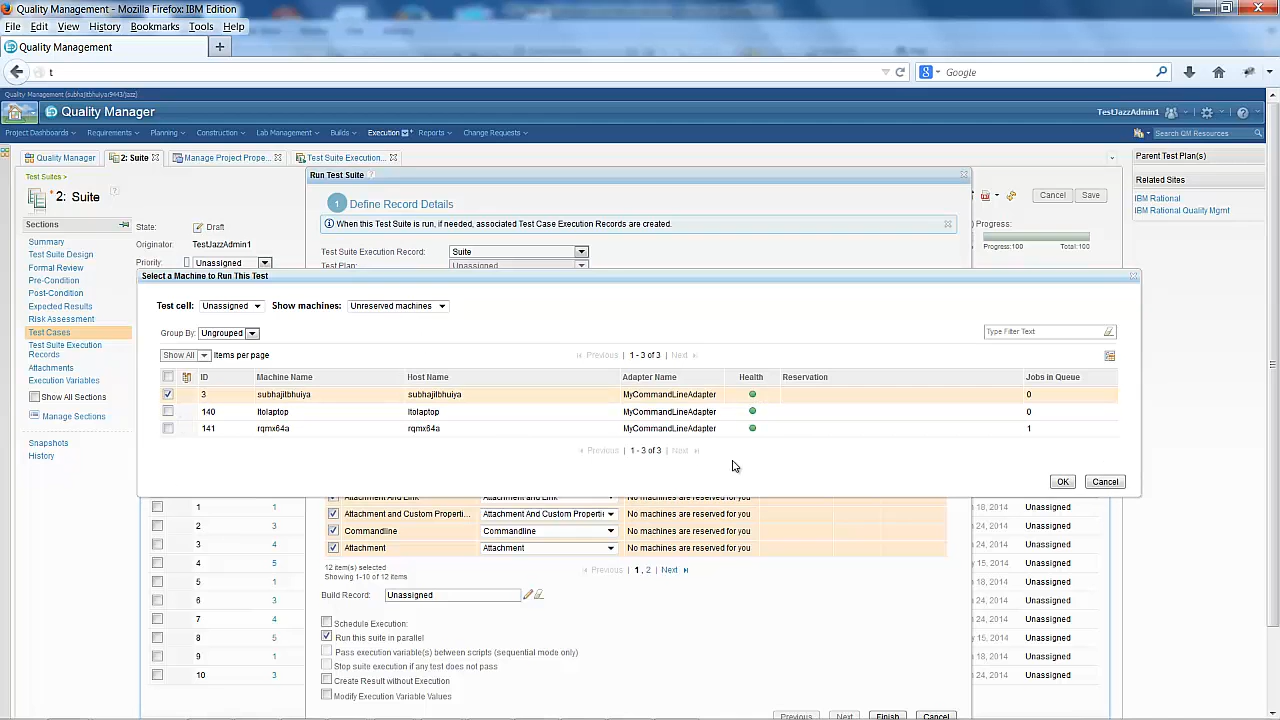 Quality Management - Mozilla Firefox: IBM Edition
File Edit View History Bookmarks Tools Help
Quality Management
t
Google
Quality Management (subhajitbhuiya:9443/jazz)
Quality Manager
TestJazzAdmin1
Project Dashboards Requirements Planning Construction Lab Management Builds Execution Reports Change Requests
Search QM Resources
Quality Manager 2: Suite Manage Project Prope... Test Suite Execution...
Parent Test Plan(s)
Test Suites >
Run Test Suite
Related Sites
* 2: Suite
Cancel Save
IBM Rational
IBM Rational Quality Mgmt
1 Define Record Details
Sections
State: Draft
When this Test Suite is run, if needed, associated Test Case Execution Records are created.
Progress:
Summary
Originator: TestJazzAdmin1
Progress:100 Total:100
Test Suite Design
Test Suite Execution Record: Suite
Formal Review
Priority: Unassigned
Test Plan: Unassigned
Select a Machine to Run This Test
Pre-Condition
Post-Condition
Expected Results
Risk Assessment
Test Cases
Test Suite Execution Records
Attachments
Execution Variables
Show All Sections
Manage Sections
Snapshots
History
Test cell: Unassigned Show machines: Unreserved machines
Group By: Ungrouped
Type Filter Text
Show All items per page
Previous | 1 - 3 of 3 | Next
ID Machine Name Host Name Adapter Name Health Reservation Jobs in Queue
3 subhajitbhuiya subhajitbhuiya MyCommandLineAdapter 0
140 ltolaptop ltolaptop MyCommandLineAdapter 0
141 rqmx64a rqmx64a MyCommandLineAdapter 1
Previous | 1 - 3 of 3 | Next
OK Cancel
Attachment And Link Attachment And Link No machines are reserved for you
Attachment and Custom Properti... Attachment And Custom Properti No machines are reserved for you
Commandline Commandline No machines are reserved for you
Attachment Attachment No machines are reserved for you
12 item(s) selected
Showing 1-10 of 12 items
Previous | 1 , 2 | Next
Build Record: Unassigned
Schedule Execution:
Run this suite in parallel
Pass execution variable(s) between scripts (sequential mode only)
Stop suite execution if any test does not pass
Create Result without Execution
Modify Execution Variable Values
Previous Next Finish Cancel
1 1 18, 2014 Unassigned
2 3 24, 2014 Unassigned
3 4 24, 2014 Unassigned
4 5 24, 2014 Unassigned
5 1 18, 2014 Unassigned
6 3 24, 2014 Unassigned
7 4 24, 2014 Unassigned
8 5 15, 2014 Unassigned
9 1 18, 2014 Unassigned
10 3 24, 2014 Unassigned